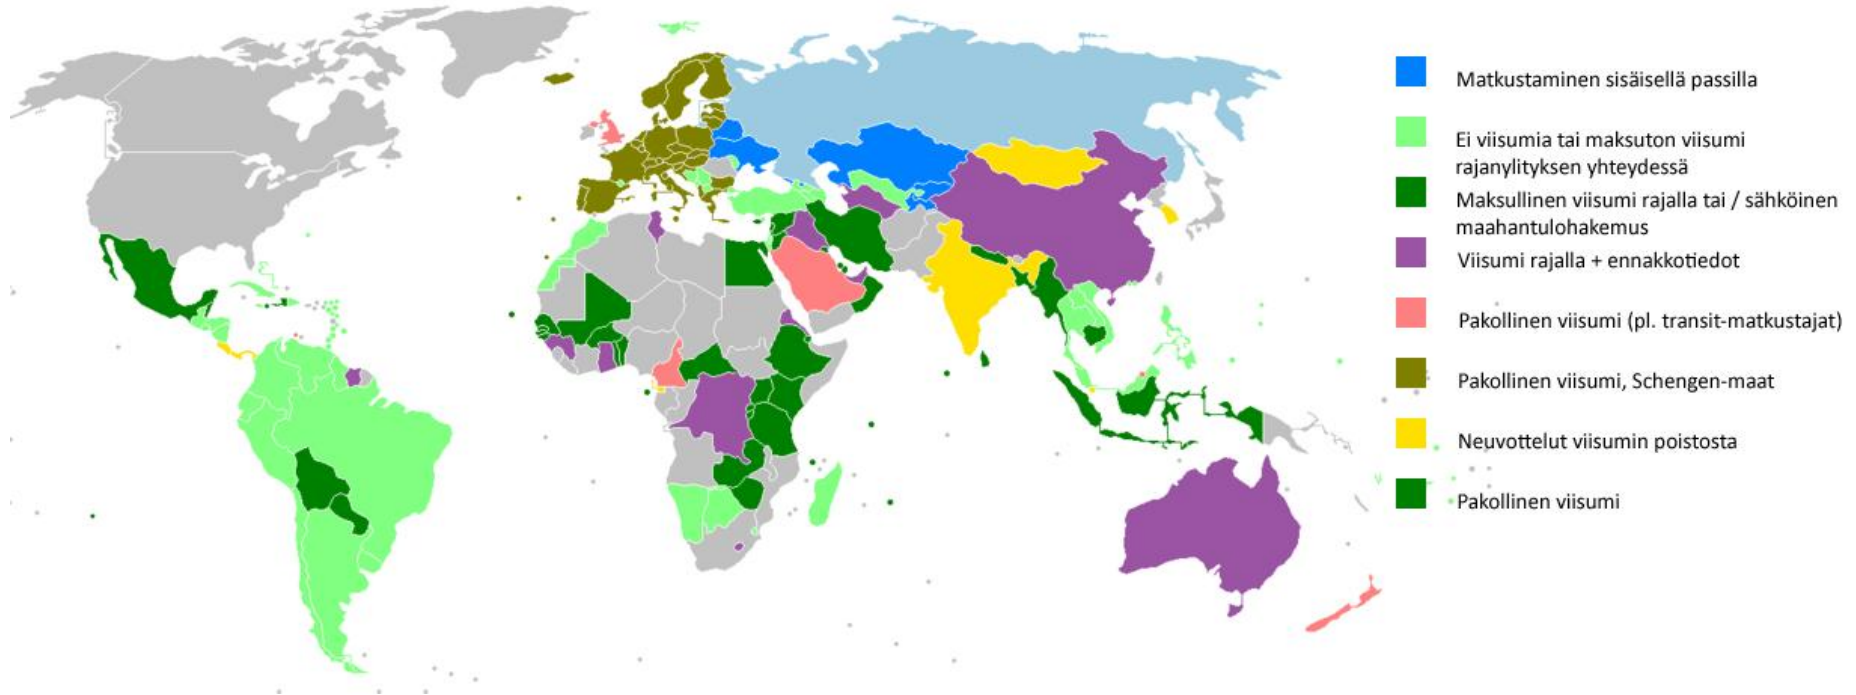 Matkustaminen sisäisellä passilla
Ei viisumia tai maksuton viisumi
rajanylityksen yhteydessä
Maksullinen viisumi rajalla tai / sähköinen
maahantulohakemus
Viisumi rajalla + ennakkotiedot
Pakollinen viisumi (pl. transit-matkustajat)
Pakollinen viisumi, Schengen-maat
Neuvottelut viisumin poistosta
Pakollinen viisumi